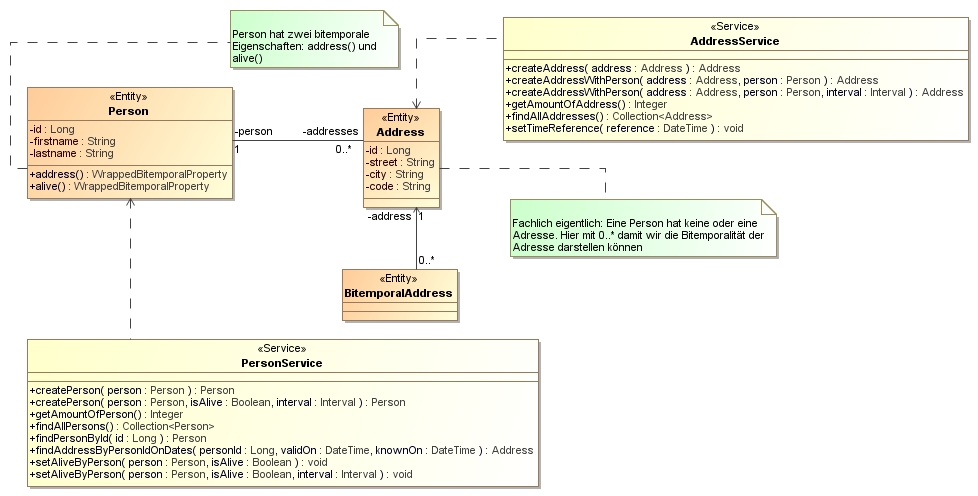 Person hat zwei bitemporale
Eigenschaften: address() und
alive()
«Service»
AddressService
+createAddress( address : Address ) : Address
+createAddressWithPerson( address : Address, person : Person ) : Address
+createAddressWithPerson( address : Address, person : Person, interval : Interval ) : Address
+getAmountOfAddress() : Integer
+findAllAddresses() : Collection<Address>
+setTimeReference( reference : DateTime ) : void
«Entity»
Person
-id : Long
-firstname : String
-lastname : String
+address() : WrappedBitemporalProperty
+alive() : WrappedBitemporalProperty
-person
1
-addresses
0..*
«Entity»
Address
-id : Long
-street : String
-city : String
-code : String
-address
1
0..*
Fachlich eigentlich: Eine Person hat keine oder eine
Adresse. Hier mit 0..* damit wir die Bitemporalität der
Adresse darstellen können
«Entity»
BitemporalAddress
«Service»
PersonService
+createPerson( person : Person ) : Person
+createPerson( person : Person, isAlive : Boolean, interval : Interval ) : Person
+getAmountOfPerson() : Integer
+findAllPersons() : Collection<Person>
+findPersonById( id : Long ) : Person
+findAddressByPersonIdOnDates( personId : Long, validOn : DateTime, knownOn : DateTime ) : Address
+setAliveByPerson( person : Person, isAlive : Boolean ) : void
+setAliveByPerson( person : Person, isAlive : Boolean, interval : Interval ) : void